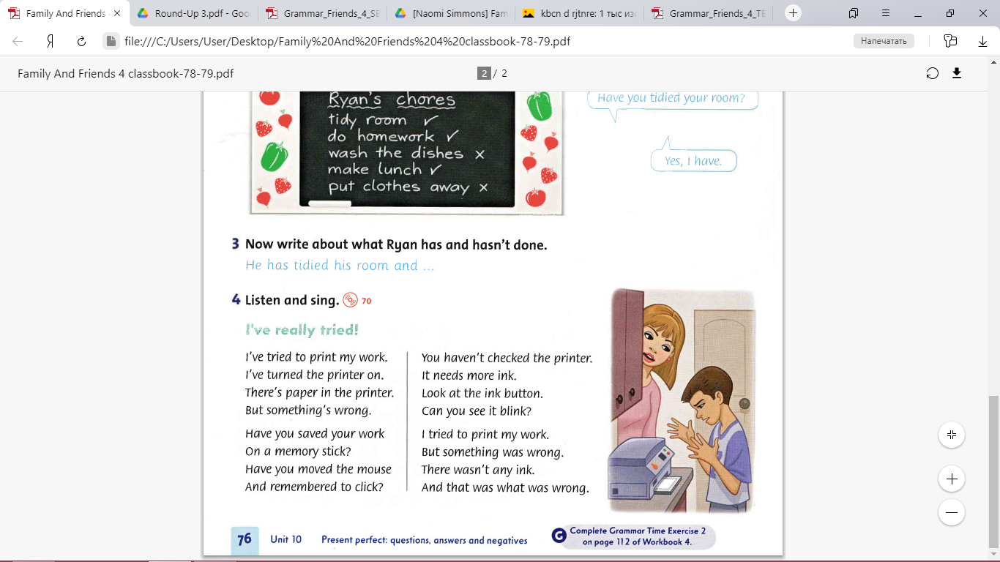 Family And Friends 4
Round-Up 3.pdf - Goo
Grammar_Friends_4_SB
[Naomi Simmons] Fam
kbcn d rjtnre: 1 тыс изо
Grammar_Friends_4_TB
Я
file:///C:/Users/User/Desktop/Family%20And%20Friends%204%20classbook-78-79.pdf
Напечатать
Family And Friends 4 classbook-78-79.pdf
2 / 2
Ryan's chores
tidy room ✓
do homework ✓
wash the dishes x
make lunch ✓
put clothes away x
Have you tidied your room?
Yes, I have.
3 Now write about what Ryan has and hasn't done.
He has tidied his room and ...
4 Listen and sing. 70
I've really tried!
I've tried to print my work.
I've turned the printer on.
There's paper in the printer.
But something's wrong.
Have you saved your work
On a memory stick?
Have you moved the mouse
And remembered to click?
You haven't checked the printer.
It needs more ink.
Look at the ink button.
Can you see it blink?
I tried to print my work.
But something was wrong.
There wasn't any ink.
And that was what was wrong.
76 Unit 10 Present perfect: questions, answers and negatives
G Complete Grammar Time Exercise 2
on page 112 of Workbook 4.